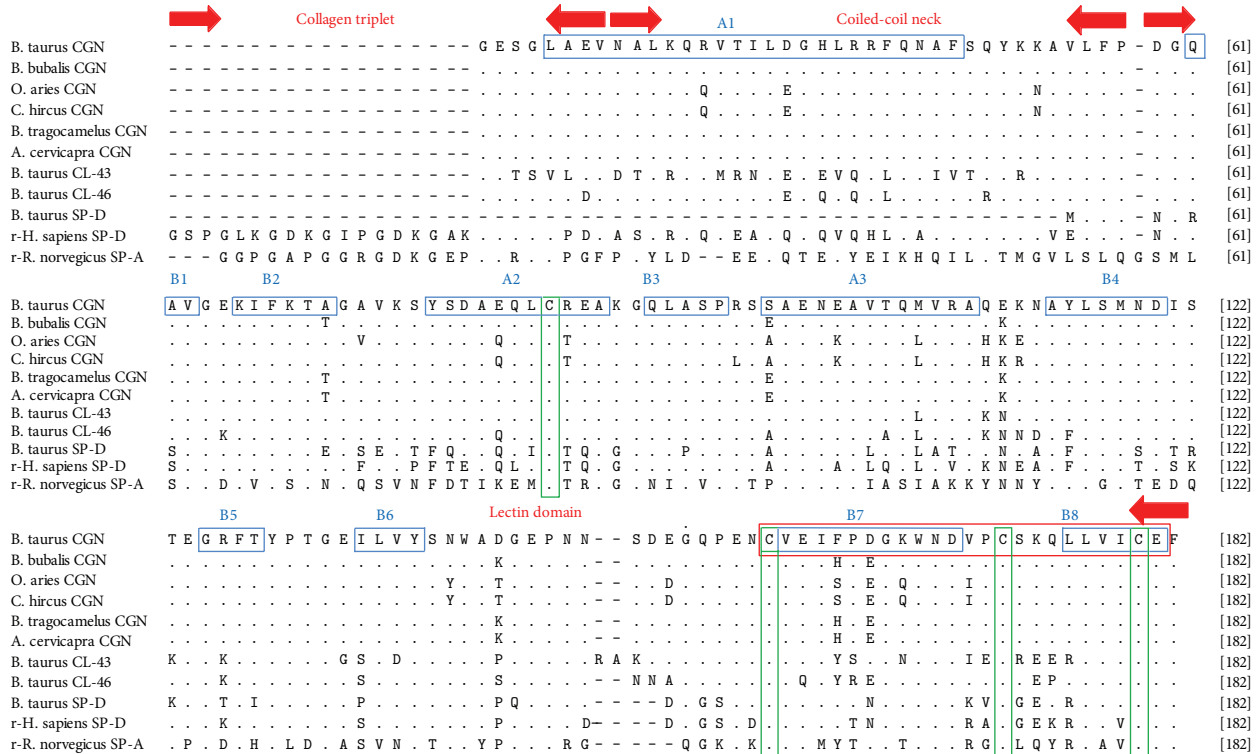 Collagen triplet A1 Coiled-coil neck
B. taurus CGN - - - - - - - - - - - - - - - - - - G E S G L A E V N A L K Q R V T I L D G H L R R F Q N A F S Q Y K K A V L F P - D G Q [61]
B. bubalis CGN - - - - - - - - - - - - - - - - - - . . . . . . . . . . . . . . . . . . . . . . . . . . . . . . . . . . . . . . . - . . . [61]
O. aries CGN - - - - - - - - - - - - - - - - - - . . . . . . . . . . . . . Q . . . . E . . . . . . . . . . . . . . N . . . . . - . . . [61]
C. hircus CGN - - - - - - - - - - - - - - - - - - . . . . . . . . . . . . . Q . . . . E . . . . . . . . . . . . . . N . . . . . - . . . [61]
B. tragocamelus CGN - - - - - - - - - - - - - - - - - - . . . . . . . . . . . . . . . . . . . . . . . . . . . . . . . . . . . . . . . - . . . [61]
A. cervicapra CGN - - - - - - - - - - - - - - - - - - . . . . . . . . . . . . . . . . . . . . . . . . . . . . . . . . . . . . . . . - . . . [61]
B. taurus CL-43 - - - - - - - - - - - - - - - - - - . . T S V L . . D T . R . . M R N . E . E V Q . L . . I V T . . R . . . . . . - . . . [61]
B. taurus CL-46 - - - - - - - - - - - - - - - - - - . . . . . . D . . . . . . . . . . . E . Q . Q . L . . . . . R . . . . . . . . - . . . [61]
B. taurus SP-D - - - - - - - - - - - - - - - - - - - - - - - - - - - - - - - - - - - - - - - - - - - - - - - - - - - - - M . . . - N . R [61]
r-H. sapiens SP-D G S P G L K G D K G I P G D K G A K . . . . . P D . A S . R . Q . E A . Q . Q V Q H L . A . . . . . . . V E . . . - N . . [61]
r-R. norvegicus SP-A - - - G G P G A P G G R G D K G E P . . R . . P G F P . Y L D . - - E E . Q T E . Y E I K H Q I L . T M G V L S L Q G S M L [61]
B1 B2 A2 B3 A3 B4
B. taurus CGN A V G E K I F K T A G A V K S Y S D A E Q L C R E A K G Q L A S P R S S A E N E A V T Q M V R A Q E K N A Y L S M N D I S [122]
B. bubalis CGN . . . . . . . . . T . . . . . . . . . . . . . . . . . . . . . . . . . E . . . . . . . . . . . . . K . . . . . . . . . . . [122]
O. aries CGN . . . . . . . . . . . V . . . . . . . Q . . . T . . . . . . . . . . . A . . . K . . . . L . . . H K E . . . . . . . . . . [122]
C. hircus CGN . . . . . . . . . . . . . . . . . . . Q . . . T . . . . . . . . . L . A . . . K . . . . L . . . H K R . . . . . . . . . . [122]
B. tragocamelus CGN . . . . . . . . . T . . . . . . . . . . . . . . . . . . . . . . . . . E . . . . . . . . . . . . . K . . . . . . . . . . . [122]
A. cervicapra CGN . . . . . . . . . T . . . . . . . . . . . . . . . . . . . . . . . . . E . . . . . . . . . . . . . K . . . . . . . . . . . [122]
B. taurus CL-43 . . . . . . . . . . . . . . . . . . . . . . . . . . . . . . . . . . . . . . . . . . . . L . . . K N . . . . . . . . . . . [122]
B. taurus CL-46 . . . K . . . . . . . . . . . . . . . Q . . . . . . . . . . . . . . . A . . . . . . A . L . . . K N N D . F . . . . . . . [122]
B. taurus SP-D S . . . . . . . . E . S E . T F Q . . Q . I . T Q . G . . . P . . . . A . . . . . L . . L A T . . N . A . F . . . S . T R [122]
r-H. sapiens SP-D S . . . . . . . . . . F . . P F T E . Q L . . T Q . G . . . . . . . . A . . . A . L Q . L . V . K N E A . F . . . T . S K [122]
r-R. norvegicus SP-A S . . D . V . S . N . Q S V N F D T I K E M . T R . G . N I . V . . T P . . . . . I A S I A K K Y N N Y . . G . T E D Q [122]
B5 B6 Lectin domain B7 B8
B. taurus CGN T E G R F T Y P T G E I L V Y S N W A D G E P N N - - S D E G Q P E N C V E I F P D G K W N D V P C S K Q L L V I C E F [182]
B. bubalis CGN . . . . . . . . . . . . . . . . . . . K . . . . . - - . . . . . . . . . . . . H . E . . . . . . . . . . . . . . . . . . [182]
O. aries CGN . . . . . . . . . . . . . . . . Y . . T . . . . . - - . . D . . . . . . . . . S . E . Q . . . I . . . . . . . . . . . . [182]
C. hircus CGN . . . . . . . . . . . . . . . . Y . . T . . . . . - - . . D . . . . . . . . . S . E . Q . . . I . . . . . . . . . . . . [182]
B. tragocamelus CGN . . . . . . . . . . . . . . . . . . . K . . . . . - - . . . . . . . . . . . . H . E . . . . . . . . . . . . . . . . . . [182]
A. cervicapra CGN . . . . . . . . . . . . . . . . . . . K . . . . . - - . . . . . . . . . . . . H . E . . . . . . . . . . . . . . . . . . [182]
B. taurus CL-43 K . . K . . . . . . G S . D . . . . . P . . . . . R A K . . . . . . . . . . . Y S . . N . . . I E . R E E R . . . . . . [182]
B. taurus CL-46 . . . K . . . . . . . S . . . . . . . S . . . . . - - N N A . . . . . . . Q . Y R E . . . . . . . . . E P . . . . . . . [182]
B. taurus SP-D K . . T . I . . . . . P . . . . . . . P Q . . . . - - - - D . G S . . . . . . . . N . . . . . K V . G E . R . . . . . . [182]
r-H. sapiens SP-D . . . K . . . . . . . S . . . . . . . P . . . . D - - - - D . G S . D . . . . . T N . . . . . R A . G E K R . . V . . . [182]
r-R. norvegicus SP-A . P . D . H . L D . A S V N . T . . Y P . . . R G - - - - - Q G K . K . . . M Y T . . T . . . R G . L Q Y R . A V . . . [182]